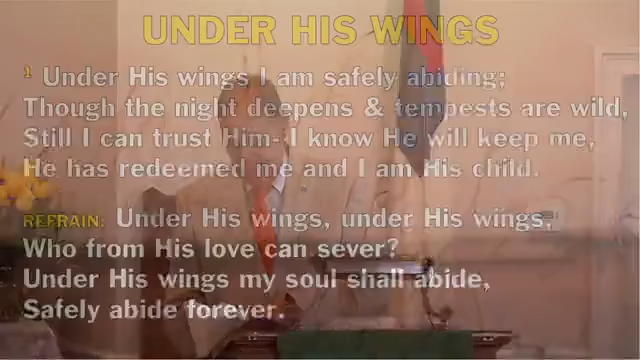 UNDER HIS WINGS
1 Under His wings I am safely abiding;
Though the night deepens & tempests are wild,
Still I can trust Him- I know He will keep me,
He has redeemed me and I am His child.
REFRAIN: Under His wings, under His wings,
Who from His love can sever?
Under His wings my soul shall abide,
Safely abide forever.